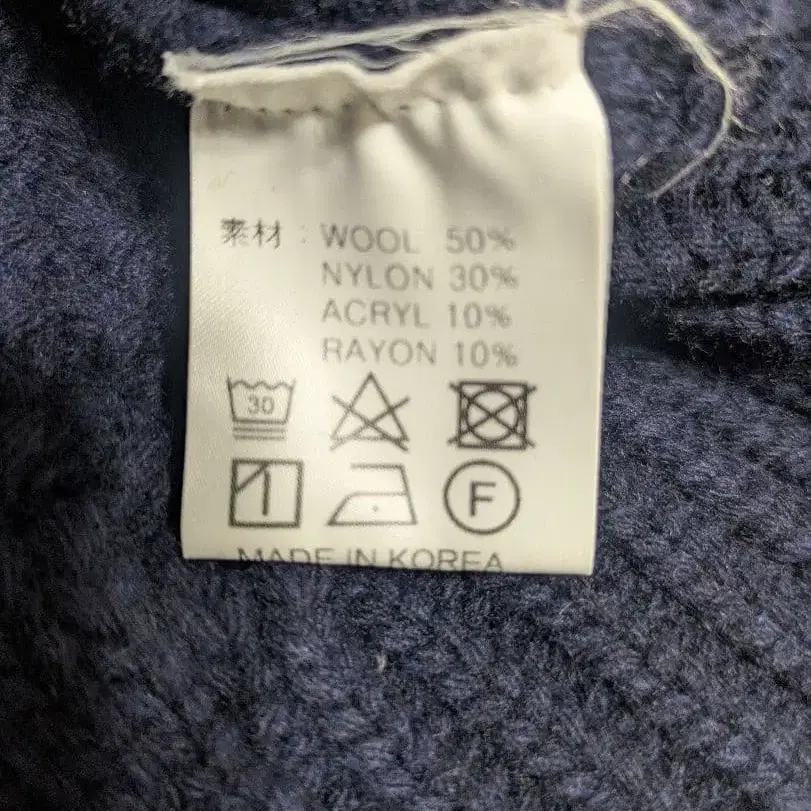 素材 : WOOL 50%
NYLON 30%
ACRYL 10%
RAYON 10%
30
F
MADE IN KOREA